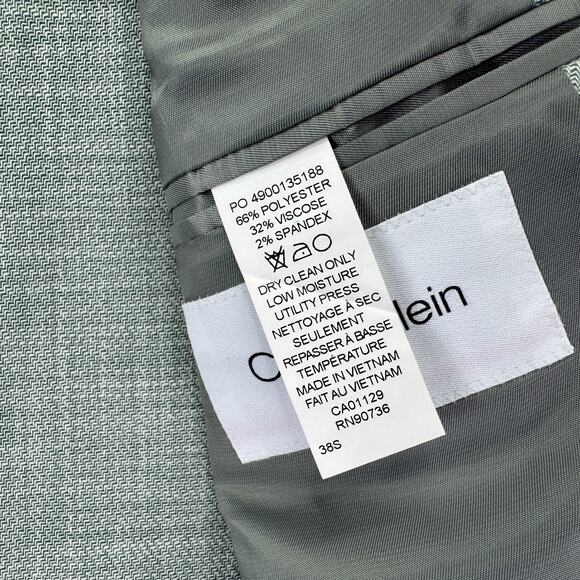 PO 4900135188
66% POLYESTER
32% VISCOSE
2% SPANDEX
DRY CLEAN ONLY
LOW MOISTURE
UTILITY PRESS
NETTOYAGE À SEC
SEULEMENT
REPASSER À BASSE
TEMPÉRATURE
MADE IN VIETNAM
FAIT AU VIETNAM
CA01129
RN90736
38S
C lein